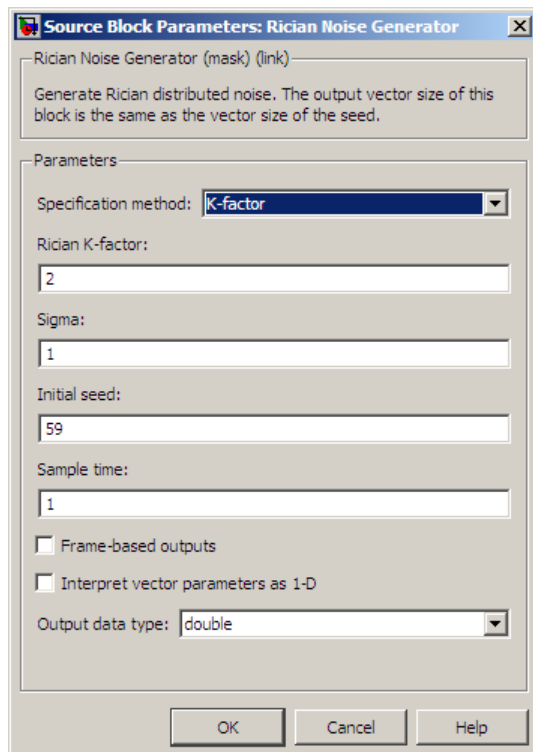 Source Block Parameters: Rician Noise Generator
Rician Noise Generator (mask) (link)
Generate Rician distributed noise. The output vector size of this
block is the same as the vector size of the seed.
Parameters
Specification method: K-factor
Rician K-factor:
2
Sigma:
1
Initial seed:
59
Sample time:
1
Frame-based outputs
Interpret vector parameters as 1-D
Output data type: double
OK Cancel Help